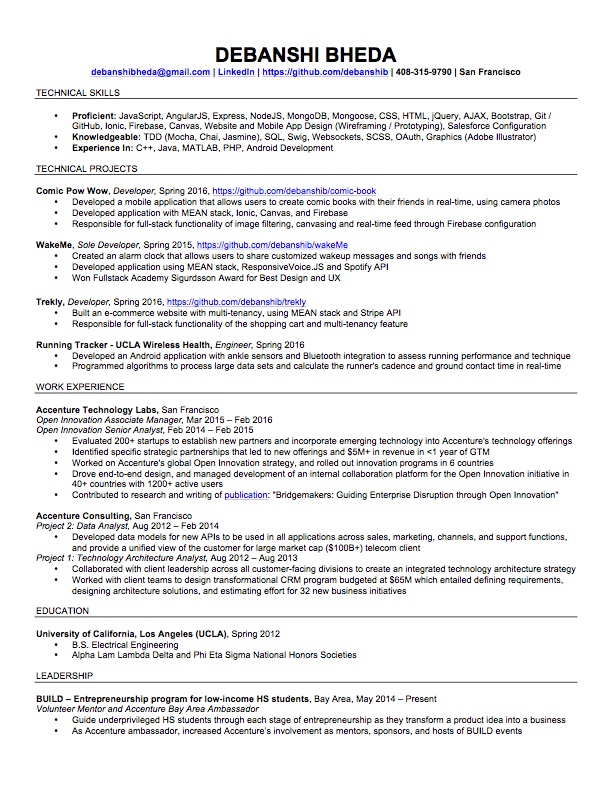 DEBANSHI BHEDA
debanshibheda@gmail.com | LinkedIn | https://github.com/debanshib | 408-315-9790 | San Francisco
TECHNICAL SKILLS
• Proficient: JavaScript, AngularJS, Express, NodeJS, MongoDB, Mongoose, CSS, HTML, jQuery, AJAX, Bootstrap, Git /
GitHub, Ionic, Firebase, Canvas, Website and Mobile App Design (Wireframing / Prototyping), Salesforce Configuration
• Knowledgeable: TDD (Mocha, Chai, Jasmine), SQL, Swig, Websockets, SCSS, OAuth, Graphics (Adobe Illustrator)
• Experience In: C++, Java, MATLAB, PHP, Android Development
TECHNICAL PROJECTS
Comic Pow Wow, Developer, Spring 2016, https://github.com/debanshib/comic-book
• Developed a mobile application that allows users to create comic books with their friends in real-time, using camera photos
• Developed application with MEAN stack, Ionic, Canvas, and Firebase
• Responsible for full-stack functionality of image filtering, canvasing and real-time feed through Firebase configuration
WakeMe, Sole Developer, Spring 2015, https://github.com/debanshib/wakeMe
• Created an alarm clock that allows users to share customized wakeup messages and songs with friends
• Developed application using MEAN stack, ResponsiveVoice.JS and Spotify API
• Won Fullstack Academy Sigurdsson Award for Best Design and UX
Trekly, Developer, Spring 2016, https://github.com/debanshib/trekly
• Built an e-commerce website with multi-tenancy, using MEAN stack and Stripe API
• Responsible for full-stack functionality of the shopping cart and multi-tenancy feature
Running Tracker - UCLA Wireless Health, Engineer, Spring 2016
• Developed an Android application with ankle sensors and Bluetooth integration to assess running performance and technique
• Programmed algorithms to process large data sets and calculate the runner's cadence and ground contact time in real-time
WORK EXPERIENCE
Accenture Technology Labs, San Francisco
Open Innovation Associate Manager, Mar 2015 – Feb 2016
Open Innovation Senior Analyst, Feb 2014 – Feb 2015
• Evaluated 200+ startups to establish new partners and incorporate emerging technology into Accenture's technology offerings
• Identified specific strategic partnerships that led to new offerings and $5M+ in revenue in <1 year of GTM
• Worked on Accenture's global Open Innovation strategy, and rolled out innovation programs in 6 countries
• Drove end-to-end design, and managed development of an internal collaboration platform for the Open Innovation initiative in
40+ countries with 1200+ active users
• Contributed to research and writing of publication: "Bridgemakers: Guiding Enterprise Disruption through Open Innovation"
Accenture Consulting, San Francisco
Project 2: Data Analyst, Aug 2012 – Feb 2014
• Developed data models for new APIs to be used in all applications across sales, marketing, channels, and support functions,
and provide a unified view of the customer for large market cap ($100B+) telecom client
Project 1: Technology Architecture Analyst, Aug 2012 – Aug 2013
• Collaborated with client leadership across all customer-facing divisions to create an integrated technology architecture strategy
• Worked with client teams to design transformational CRM program budgeted at $65M which entailed defining requirements,
designing architecture solutions, and estimating effort for 32 new business initiatives
EDUCATION
University of California, Los Angeles (UCLA), Spring 2012
• B.S. Electrical Engineering
• Alpha Lam Lambda Delta and Phi Eta Sigma National Honors Societies
LEADERSHIP
BUILD – Entrepreneurship program for low-income HS students, Bay Area, May 2014 – Present
Volunteer Mentor and Accenture Bay Area Ambassador
• Guide underprivileged HS students through each stage of entrepreneurship as they transform a product idea into a business
• As Accenture ambassador, increased Accenture's involvement as mentors, sponsors, and hosts of BUILD events